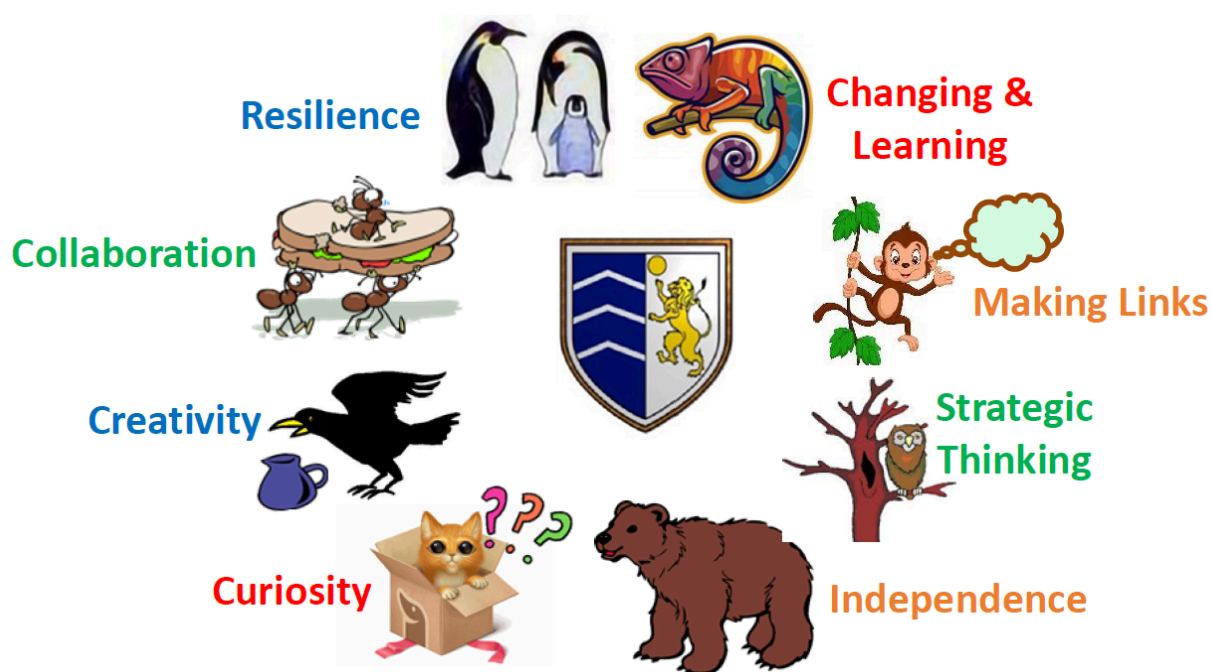 Resilience
Changing &
Learning
Collaboration
Making Links
Creativity
Strategic
Thinking
???
Curiosity
Independence